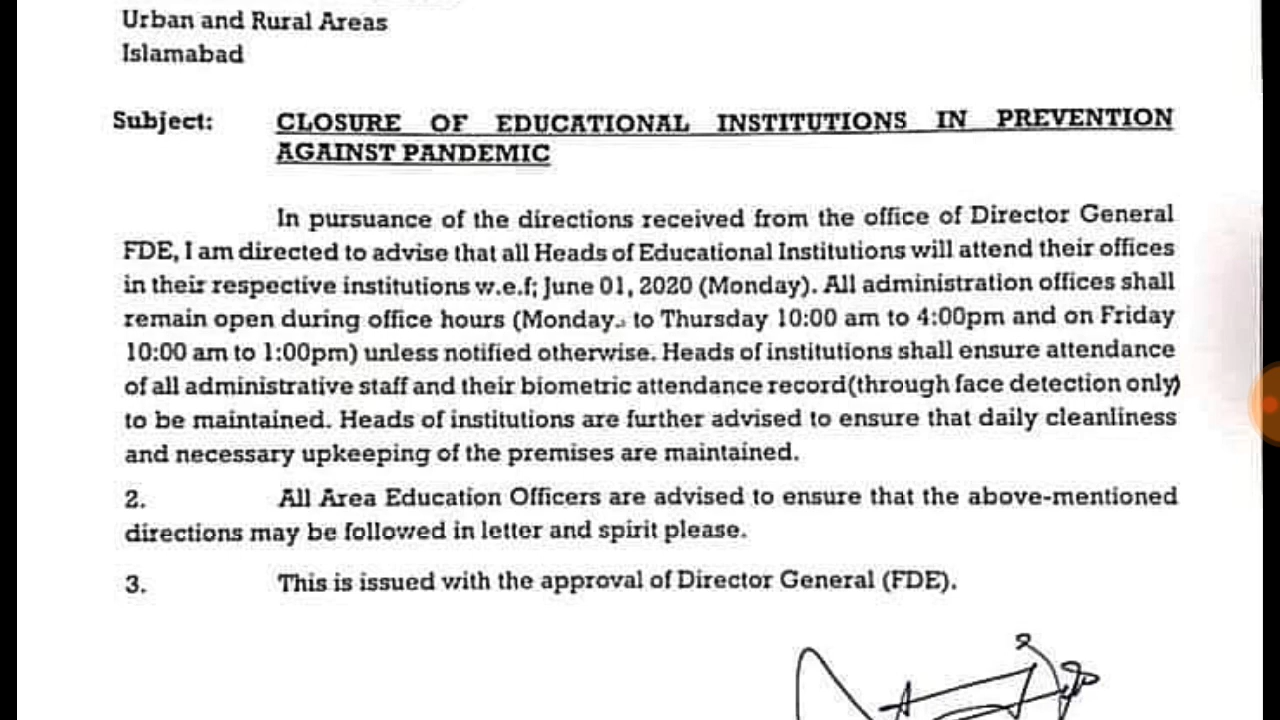 Urban and Rural Areas
Islamabad
Subject: CLOSURE OF EDUCATIONAL INSTITUTIONS IN PREVENTION
AGAINST PANDEMIC
In pursuance of the directions received from the office of Director General
FDE, I am directed to advise that all Heads of Educational Institutions will attend their offices
in their respective institutions w.e.f; June 01, 2020 (Monday). All administration offices shall
remain open during office hours (Monday. to Thursday 10:00 am to 4:00pm and on Friday
10:00 am to 1:00pm) unless notified otherwise. Heads of institutions shall ensure attendance
of all administrative staff and their biometric attendance record(through face detection only)
to be maintained. Heads of institutions are further advised to ensure that daily cleanliness
and necessary upkeeping of the premises are maintained.
2. All Area Education Officers are advised to ensure that the above-mentioned
directions may be followed in letter and spirit please.
3. This is issued with the approval of Director General (FDE).